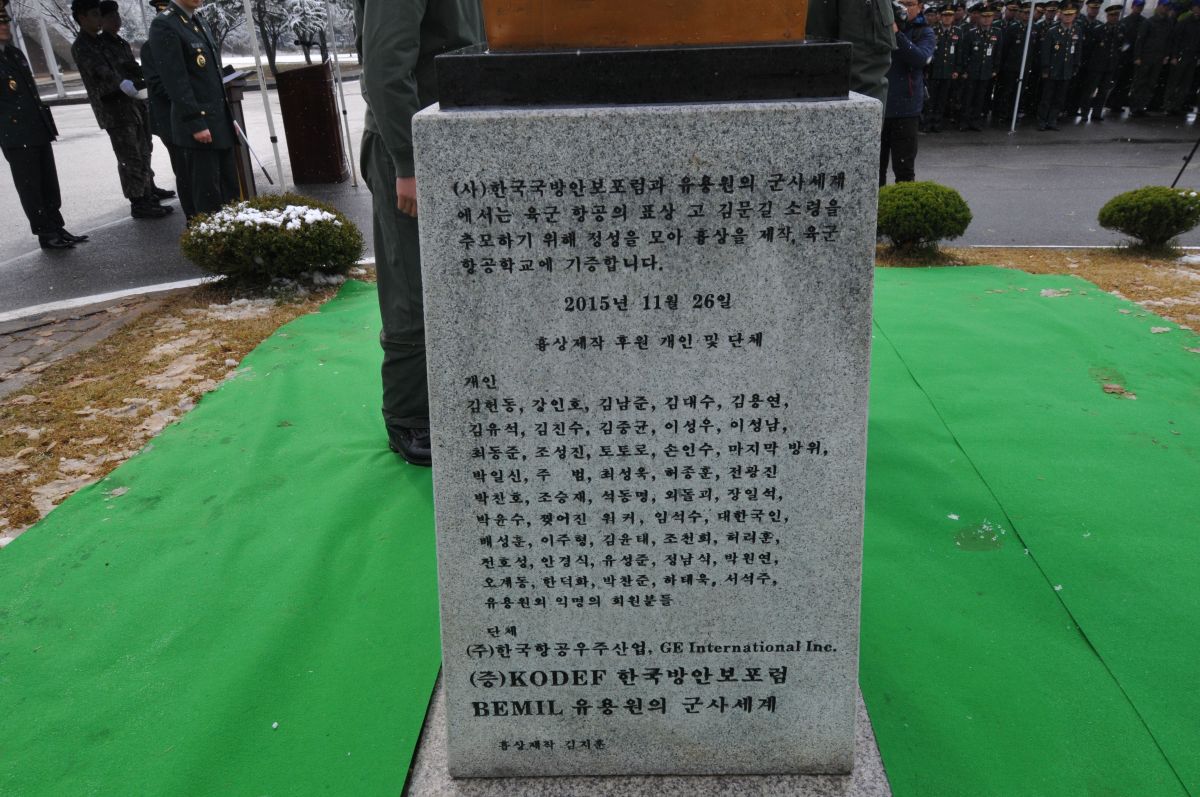 (사)한국국방안보포럼과 유용원의 군사세계
에서는 육군 항공의 표상 고 김문길 소령을
추모하기 위해 정성을 모아 흉상을 제작, 육군
항공학교에 기증합니다.
2015년 11월 26일
흉상제작 후원 개인 및 단체
개인
김헌동, 강인호, 김남준, 김대수, 김용연,
김유석, 김진수, 김중균, 이성우, 이성남,
최동준, 조성진, 토토로, 손인수, 마지막 방위,
박일신, 주 범, 최성욱, 허종훈, 전광진
박찬호, 조승재, 석동명, 외돌괴, 장일석,
박윤수, 찢어진 워커, 임석수, 대한국인,
배성훈, 이주형, 김윤태, 조천희, 허리훈,
전호성, 안경식, 유성준, 징남식, 박원연,
오개동, 한덕화, 박찬준, 하태욱, 서석주,
유용원외 익명의 회원분들
단체
(주)한국항공우주산업, GE International Inc.
(증)KODEF 한국방안보포럼
BEMIL 유용원의 군사세계
흉상제작 김지훈